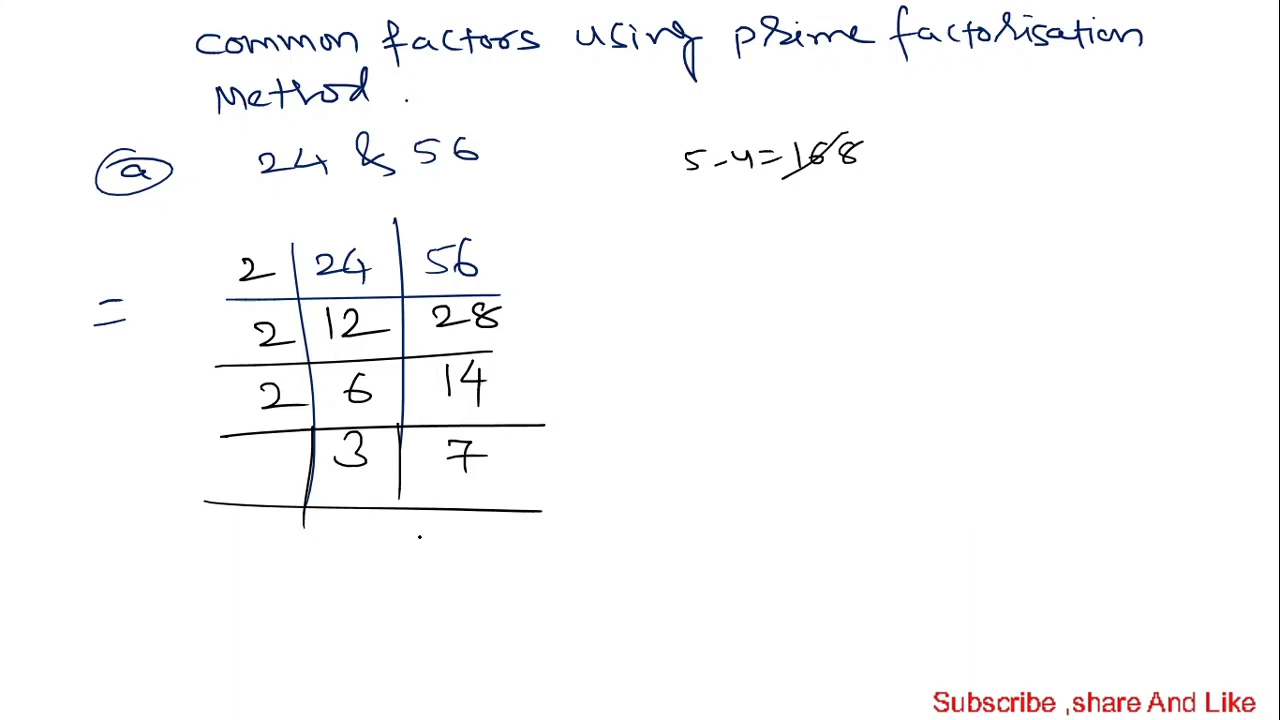 common factors using prime factorisation
Method.
a 24 & 56
5-4=168
2 24 56
= 2 12 28
2 6 14
3 7
Subscribe ,share And Like